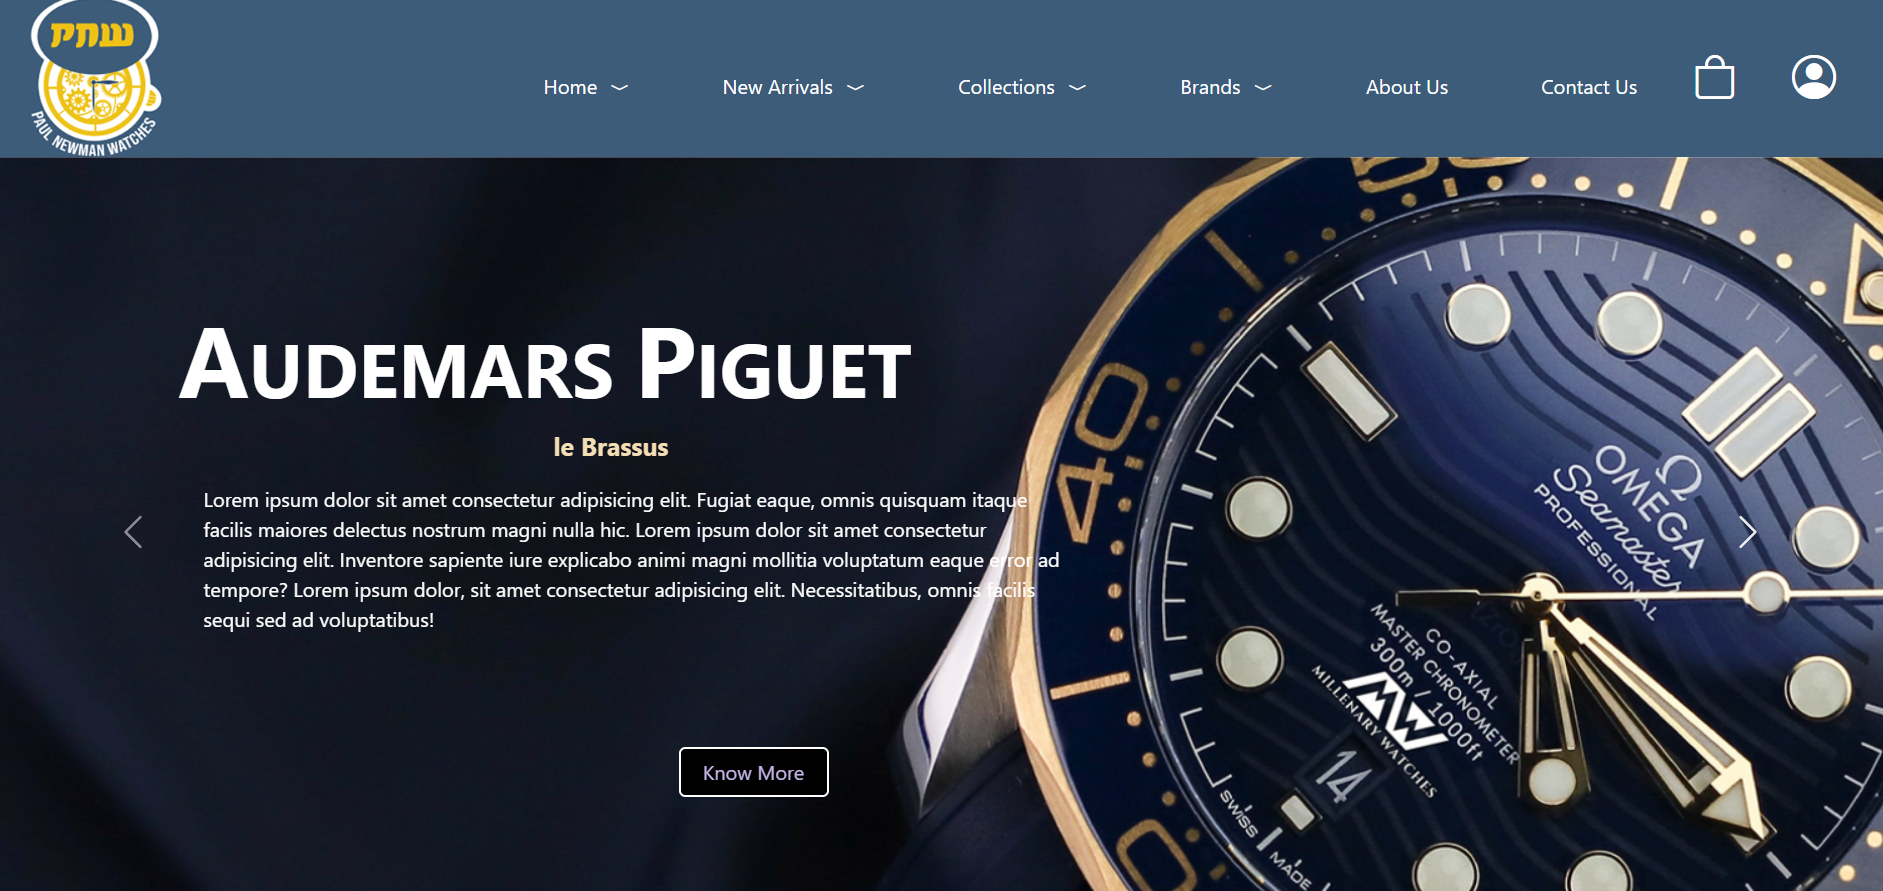 PAUL NEWMAN WATCHES
Home
New Arrivals
Collections
Brands
About Us
Contact Us
Audemars Piguet
le Brassus
Lorem ipsum dolor sit amet consectetur adipisicing elit. Fugiat eaque, omnis quisquam itaque
facilis maiores delectus nostrum magni nulla hic. Lorem ipsum dolor sit amet consectetur
adipisicing elit. Inventore sapiente iure explicabo animi magni mollitia voluptatum eaque error ad
tempore? Lorem ipsum dolor, sit amet consectetur adipisicing elit. Necessitatibus, omnis facilis
sequi sed ad voluptatibus!
Know More
40
Ω
OMEGA
Seamaster
PROFESSIONAL
CO-AXIAL
MASTER CHRONOMETER
300m / 1000ft
MW
MILLENARY WATCHES
14
SWISS
MADE